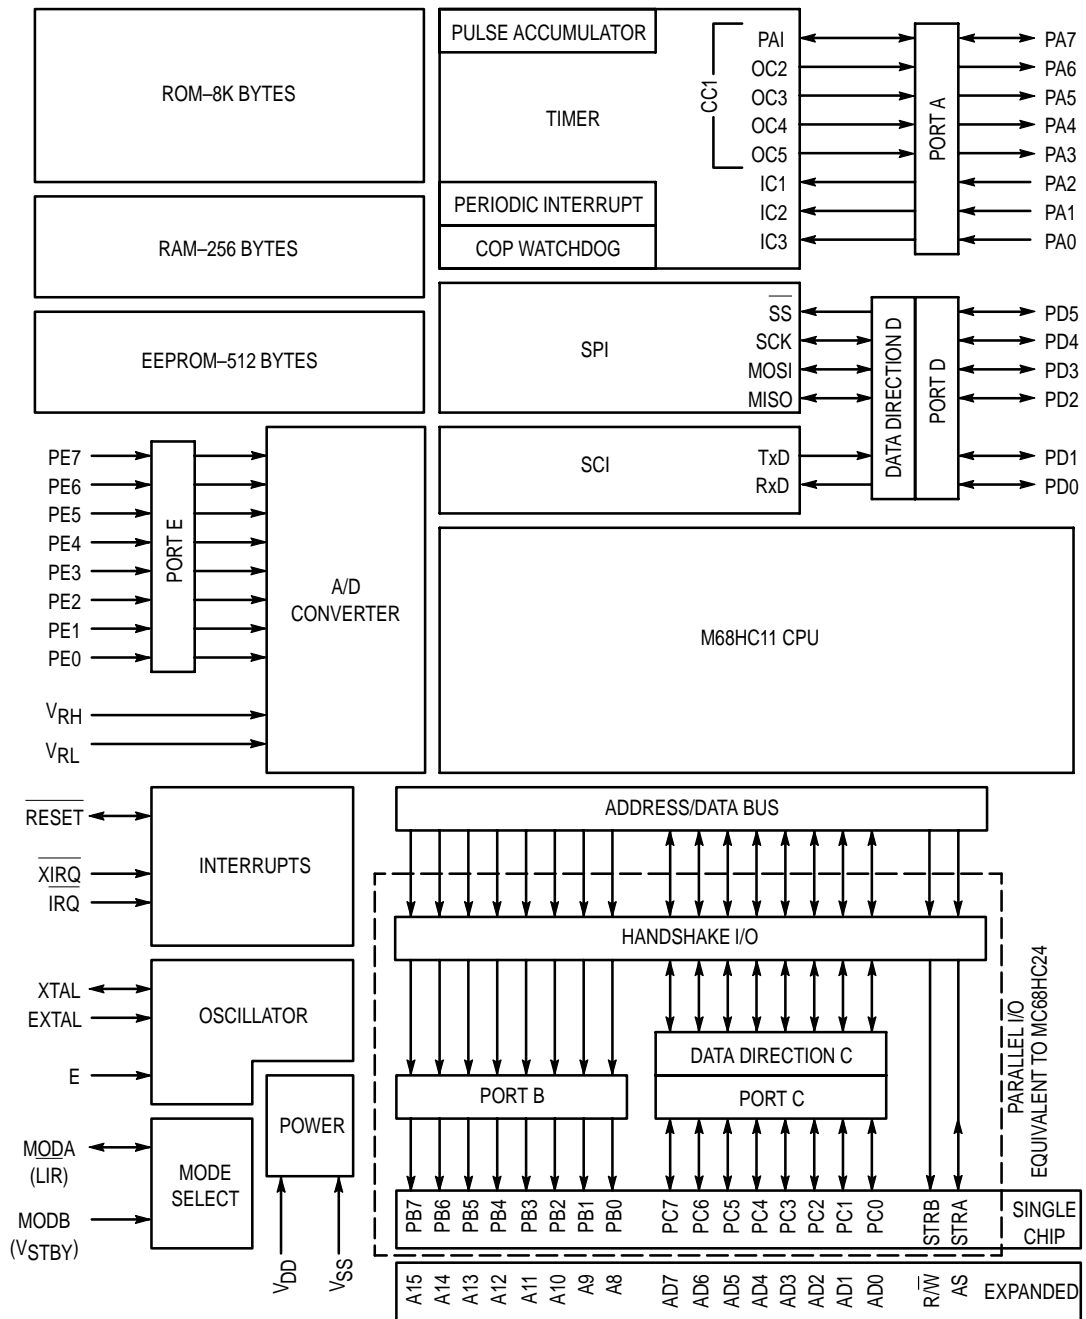 ROM–8K BYTES
RAM–256 BYTES
EEPROM–512 BYTES
PULSE ACCUMULATOR
TIMER
PERIODIC INTERRUPT
COP WATCHDOG
CC1
PAI
OC2
OC3
OC4
OC5
IC1
IC2
IC3
PORT A
PA7
PA6
PA5
PA4
PA3
PA2
PA1
PA0
SPI
SS
SCK
MOSI
MISO
SCI
TxD
RxD
DATA DIRECTION D
PORT D
PD5
PD4
PD3
PD2
PD1
PD0
PE7
PE6
PE5
PE4
PE3
PE2
PE1
PE0
PORT E
A/D
CONVERTER
VRH
VRL
M68HC11 CPU
RESET
XIRQ
IRQ
INTERRUPTS
XTAL
EXTAL
E
OSCILLATOR
MODA
(LIR)
MODB
(VSTBY)
MODE
SELECT
POWER
VDD
VSS
ADDRESS/DATA BUS
HANDSHAKE I/O
DATA DIRECTION C
PORT B
PORT C
PARALLEL I/O
EQUIVALENT TO MC68HC24
PB7
PB6
PB5
PB4
PB3
PB2
PB1
PB0
PC7
PC6
PC5
PC4
PC3
PC2
PC1
PC0
STRB
STRA
SINGLE
CHIP
A15
A14
A13
A12
A11
A10
A9
A8
AD7
AD6
AD5
AD4
AD3
AD2
AD1
AD0
R/W
AS
EXPANDED